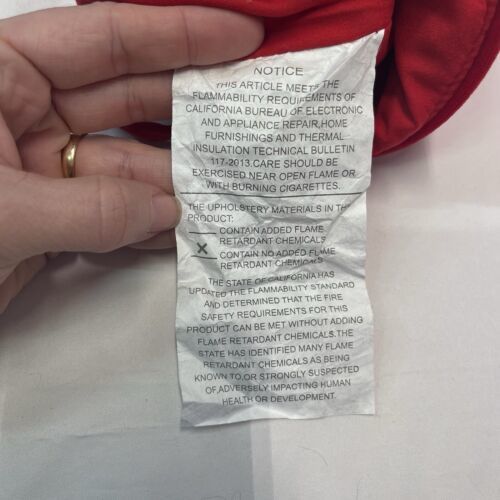 NOTICE
THIS ARTICLE MEETS THE
FLAMMABILITY REQUIREMENTS OF
CALIFORNIA BUREAU OF ELECTRONIC
AND APPLIANCE REPAIR,HOME
FURNISHINGS AND THERMAL
INSULATION TECHNICAL BULLETIN
117-2013.CARE SHOULD BE
EXERCISED NEAR OPEN FLAME OR
WITH BURNING CIGARETTES.
THE UPHOLSTERY MATERIALS IN THE
PRODUCT:
CONTAIN ADDED FLAME
RETARDANT CHEMICALS
X CONTAIN NO ADDED FLAME
RETARDANT CHEMICALS
THE STATE OF CALIFORNIA HAS
UPDATED THE FLAMMABILITY STANDARD
AND DETERMINED THAT THE FIRE
SAFETY REQUIREMENTS FOR THIS
PRODUCT CAN BE MET WITHOUT ADDING
FLAME RETARDANT CHEMICALS.THE
STATE HAS IDENTIFIED MANY FLAME
RETARDANT CHEMICALS AS BEING
KNOWN TO,OR STRONGLY SUSPECTED
OF,ADVERSELY IMPACTING HUMAN
HEALTH OR DEVELOPMENT.